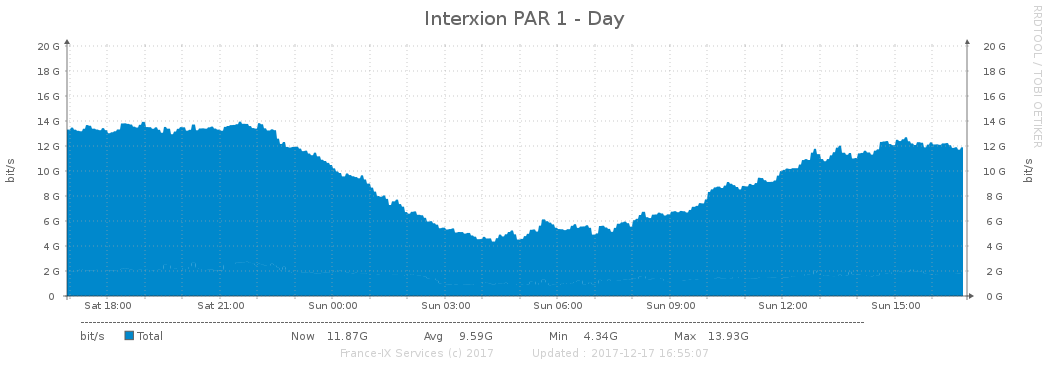 Interxion PAR 1 - Day
RRDTOOL / TOBI OETIKER
bit/s
20 G 20 G
18 G 18 G
16 G 16 G
14 G 14 G
12 G 12 G
10 G 10 G
8 G 8 G
6 G 6 G
4 G 4 G
2 G 2 G
0 0 G
bit/s
Sat 18:00 Sat 21:00 Sun 00:00 Sun 03:00 Sun 06:00 Sun 09:00 Sun 12:00 Sun 15:00
bit/s Total Now 11.87G Avg 9.59G Min 4.34G Max 13.93G
France-IX Services (c) 2017 Updated : 2017-12-17 16:55:07